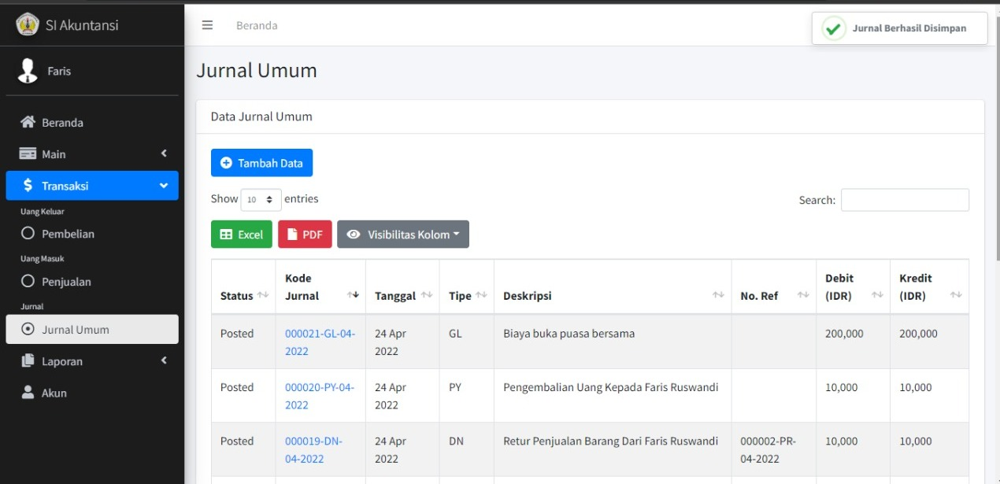 SI Akuntansi
Faris
Beranda
Main
Transaksi
Uang Keluar
Pembelian
Uang Masuk
Penjualan
Jurnal
Jurnal Umum
Laporan
Akun
Beranda
Jurnal Berhasil Disimpan
Jurnal Umum
Data Jurnal Umum
Tambah Data
Show 10 entries
Search:
Excel PDF Visibilitas Kolom
Status Kode Jurnal Tanggal Tipe Deskripsi No. Ref Debit (IDR) Kredit (IDR)
Posted 000021-GL-04- 24 Apr GL Biaya buka puasa bersama 200,000 200,000
2022 2022
Posted 000020-PY-04- 24 Apr PY Pengembalian Uang Kepada Faris Ruswandi 10,000 10,000
2022 2022
Posted 000019-DN- 24 Apr DN Retur Penjualan Barang Dari Faris Ruswandi 000002-PR- 10,000 10,000
04-2022 2022 04-2022